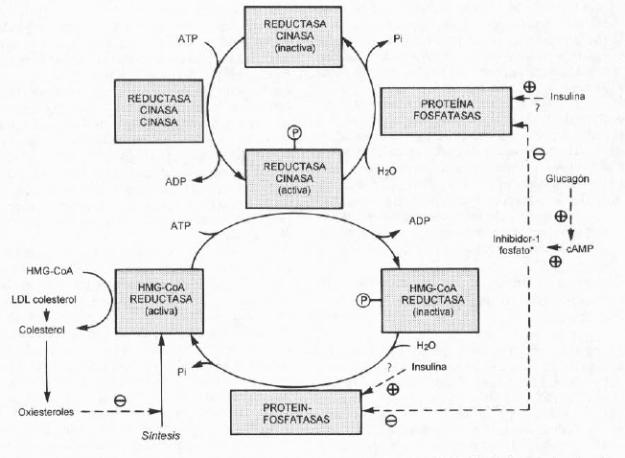 REDUCTASA
CINASA
(inactiva)
ATP
Pi
REDUCTASA
CINASA
CINASA
PROTEÍNA
FOSFATASAS
⊕
Insulina
?
P
REDUCTASA
CINASA
(activa)
ADP
H2O
⊖
Glucagón
⊕
ATP
ADP
Inhibidor-1
fosfato*
cAMP
⊕
HMG-CoA
LDL colesterol
Colesterol
HMG-CoA
REDUCTASA
(activa)
P
HMG-CoA
REDUCTASA
(inactiva)
H2O
Pi
?
Insulina
⊕
Oxiesteroles
⊖
Síntesis
PROTEIN-
FOSFATASAS
⊖